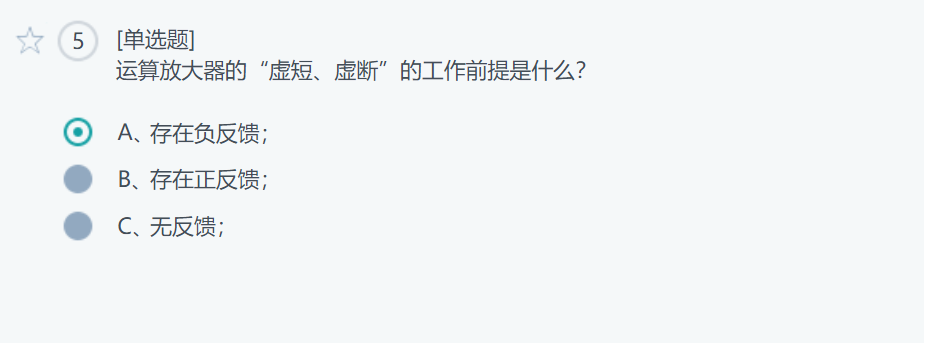 5
[单选题]
运算放大器的“虚短、虚断”的工作前提是什么？
A、存在负反馈；
B、存在正反馈；
C、无反馈；